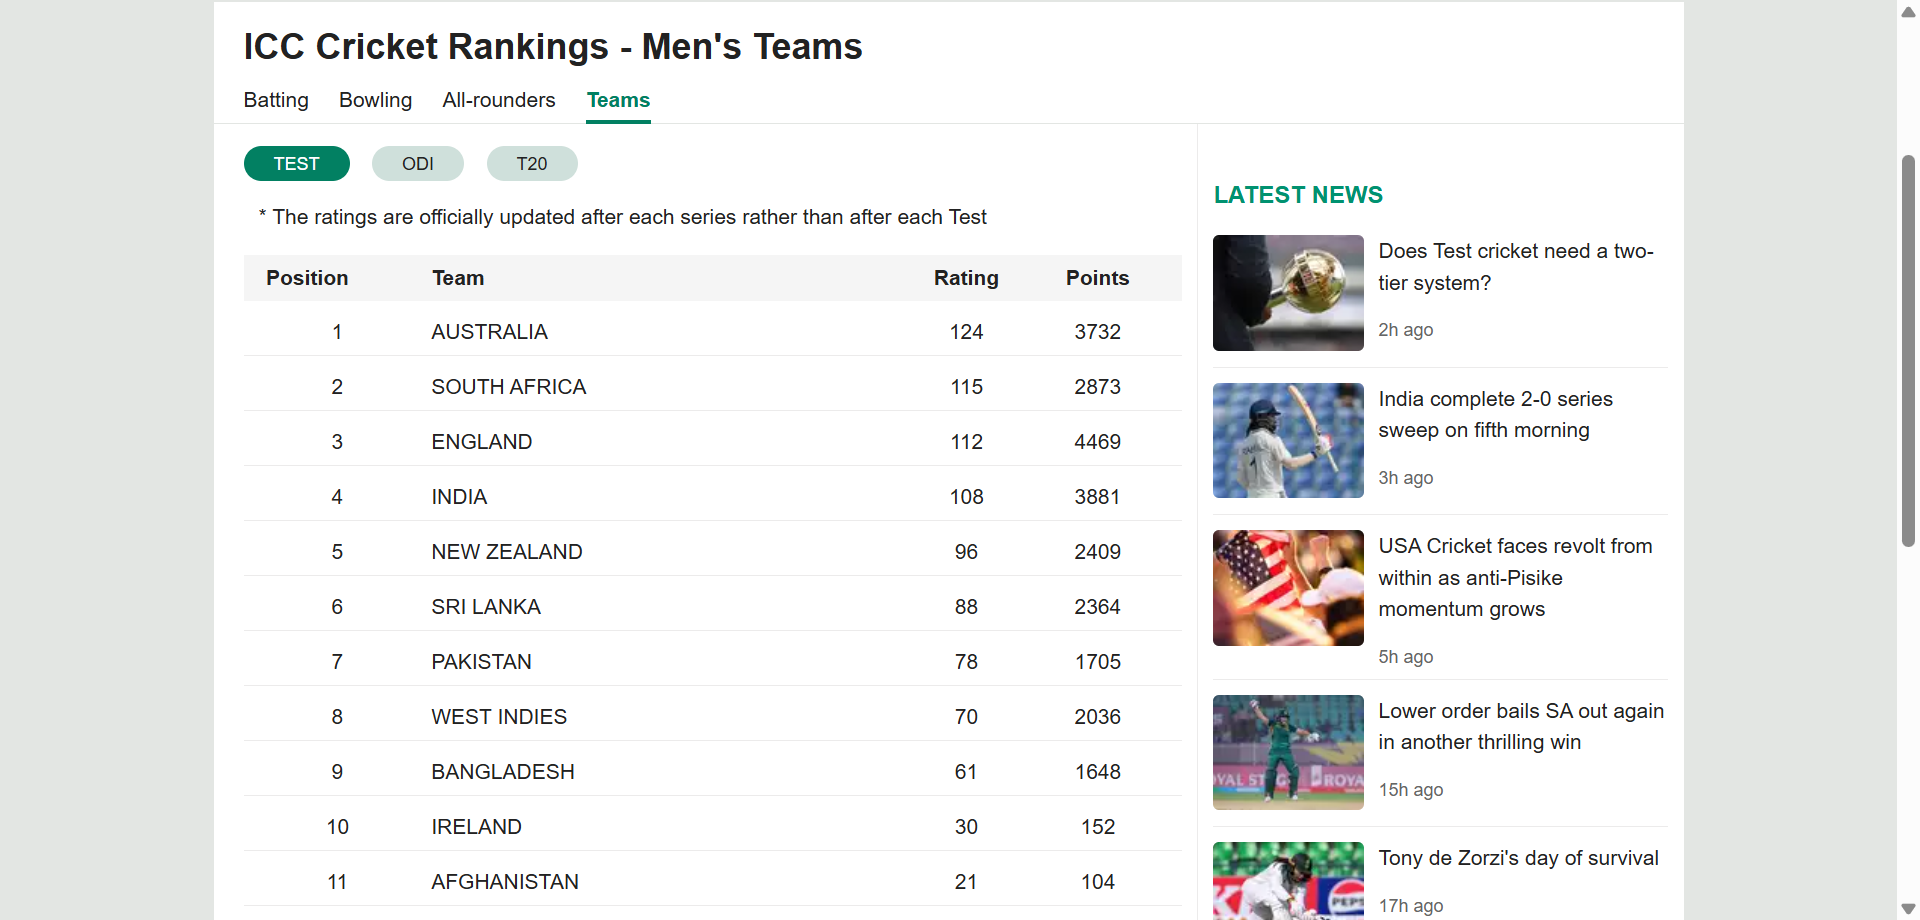 ICC Cricket Rankings - Men's Teams
Batting Bowling All-rounders Teams
TEST ODI T20
* The ratings are officially updated after each series rather than after each Test
Position Team Rating Points
1 AUSTRALIA 124 3732
2 SOUTH AFRICA 115 2873
3 ENGLAND 112 4469
4 INDIA 108 3881
5 NEW ZEALAND 96 2409
6 SRI LANKA 88 2364
7 PAKISTAN 78 1705
8 WEST INDIES 70 2036
9 BANGLADESH 61 1648
10 IRELAND 30 152
11 AFGHANISTAN 21 104
LATEST NEWS
Does Test cricket need a two-
tier system?
2h ago
India complete 2-0 series
sweep on fifth morning
3h ago
USA Cricket faces revolt from
within as anti-Pisike
momentum grows
5h ago
Lower order bails SA out again
in another thrilling win
15h ago
Tony de Zorzi's day of survival
17h ago